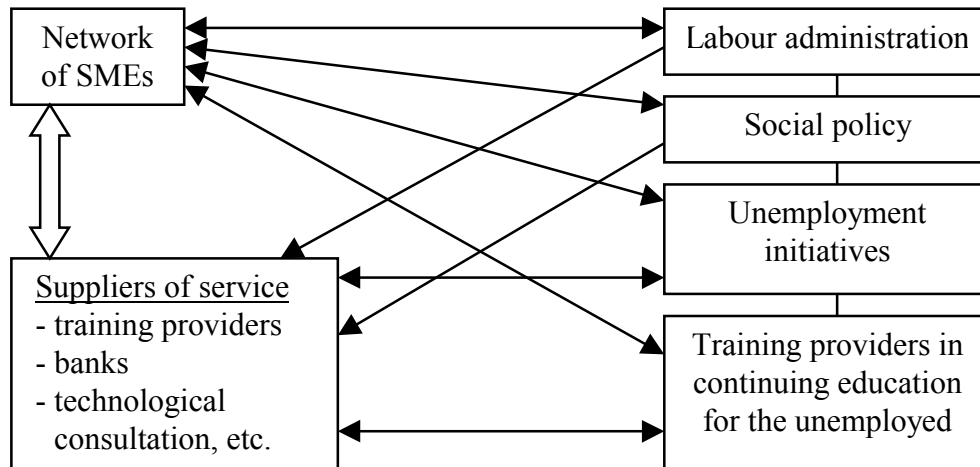 Network
of SMEs
Suppliers of service
- training providers
- banks
- technological
consultation, etc.
Labour administration
Social policy
Unemployment
initiatives
Training providers in
continuing education
for the unemployed